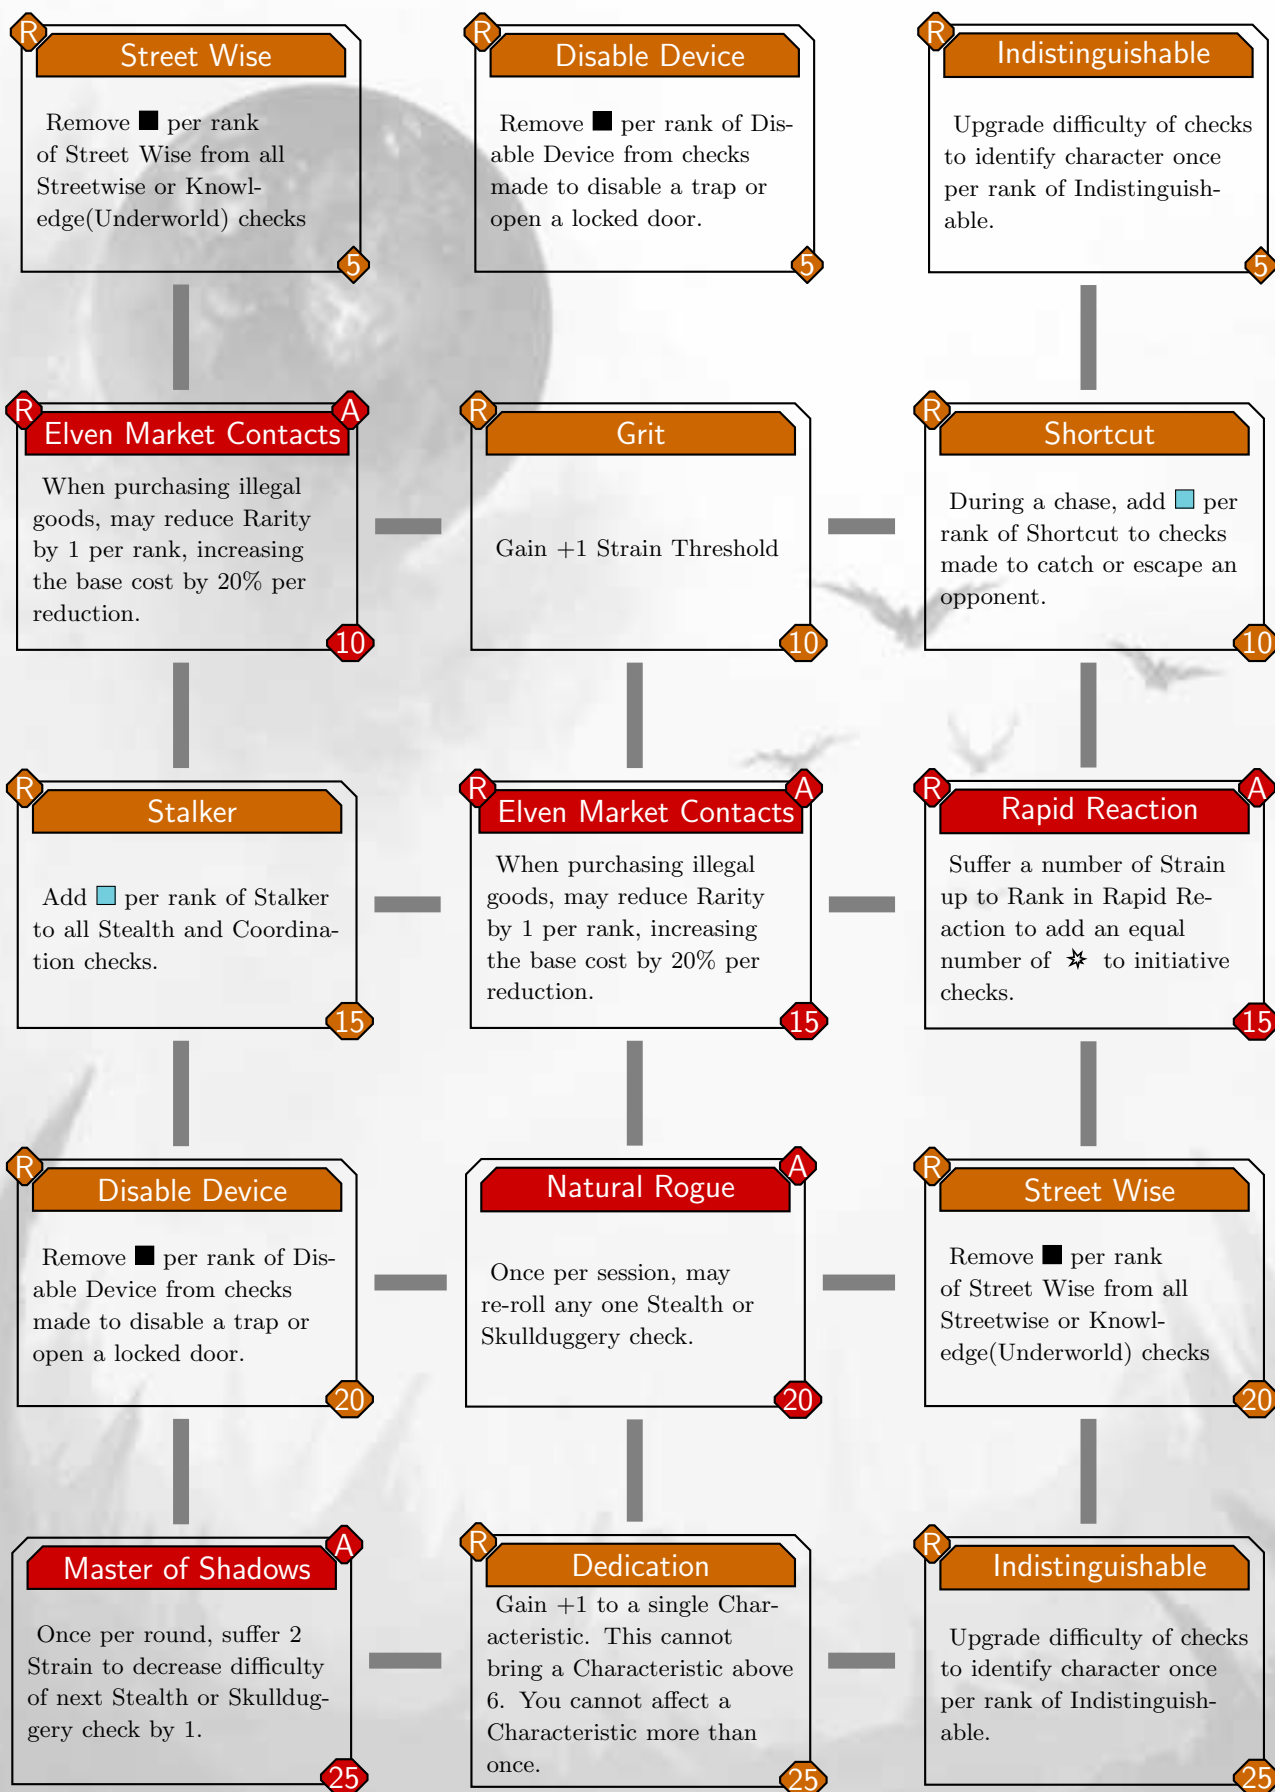 R
Street Wise
Remove ■ per rank
of Street Wise from all
Streetwise or Knowl-
edge(Underworld) checks
5
R
Disable Device
Remove ■ per rank of Dis-
able Device from checks
made to disable a trap or
open a locked door.
5
R
Indistinguishable
Upgrade difficulty of checks
to identify character once
per rank of Indistinguish-
able.
5
R
A
Elven Market Contacts
When purchasing illegal
goods, may reduce Rarity
by 1 per rank, increasing
the base cost by 20% per
reduction.
10
R
Grit
Gain +1 Strain Threshold
10
R
Shortcut
During a chase, add per
rank of Shortcut to checks
made to catch or escape an
opponent.
10
R
Stalker
Add per rank of Stalker
to all Stealth and Coordina-
tion checks.
15
R
A
Elven Market Contacts
When purchasing illegal
goods, may reduce Rarity
by 1 per rank, increasing
the base cost by 20% per
reduction.
15
R
A
Rapid Reaction
Suffer a number of Strain
up to Rank in Rapid Re-
action to add an equal
number of to initiative
checks.
15
R
Disable Device
Remove ■ per rank of Dis-
able Device from checks
made to disable a trap or
open a locked door.
20
A
Natural Rogue
Once per session, may
re-roll any one Stealth or
Skullduggery check.
20
R
Street Wise
Remove ■ per rank
of Street Wise from all
Streetwise or Knowl-
edge(Underworld) checks
20
A
Master of Shadows
Once per round, suffer 2
Strain to decrease difficulty
of next Stealth or Skulldug-
gery check by 1.
25
R
Dedication
Gain +1 to a single Char-
acteristic. This cannot
bring a Characteristic above
6. You cannot affect a
Characteristic more than
once.
25
R
Indistinguishable
Upgrade difficulty of checks
to identify character once
per rank of Indistinguish-
able.
25